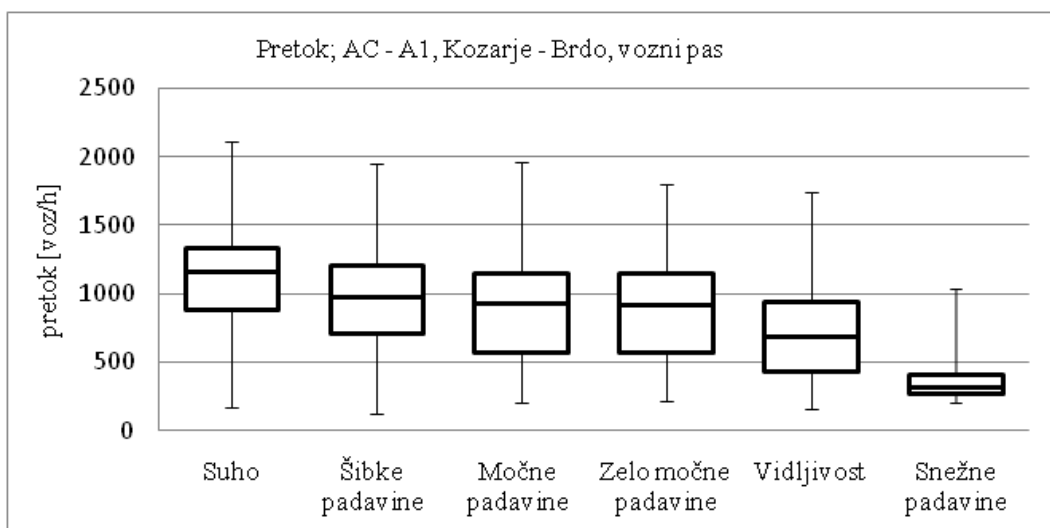 Pretok; AC - A1, Kozarje - Brdo, vozni pas
pretok [voz/h]
2500
2000
1500
1000
500
0
Suho
Šibke
padavine
Močne
padavine
Zelo močne
padavine
Vidljivost
Snežne
padavine